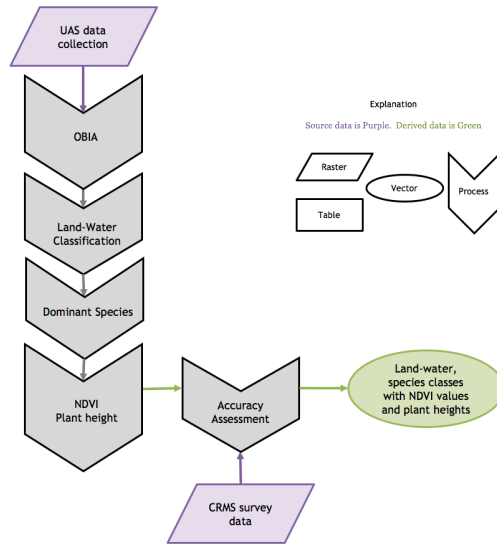 UAS data
collection
OBIA
Land-Water
Classification
Dominant Species
NDVI
Plant height
Accuracy
Assessment
Land-water,
species classes
with NDVI values
and plant heights
CRMS survey
data
Explanation
Source data is Purple. Derived data is Green
Raster
Vector
Process
Table